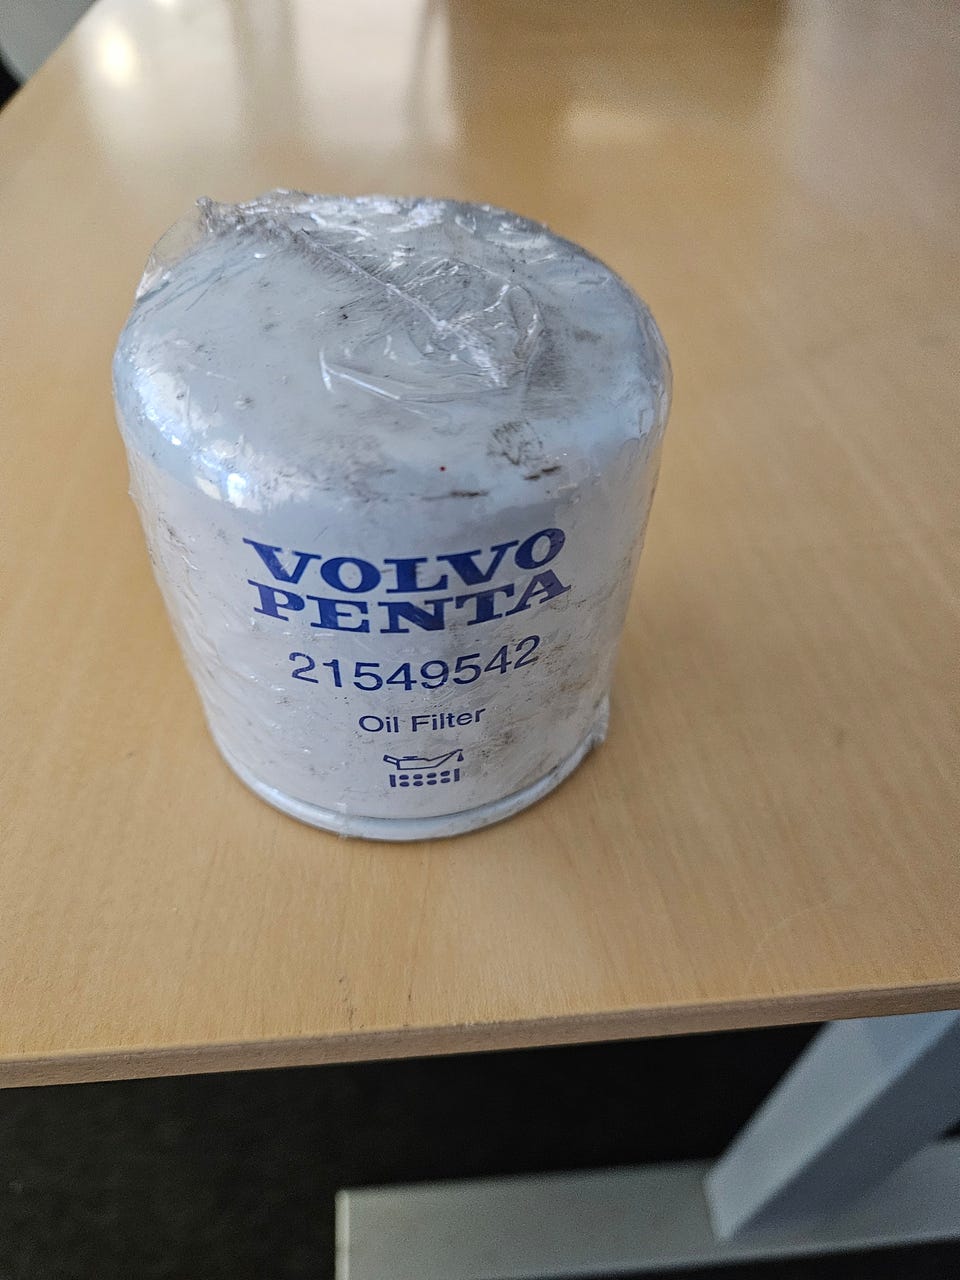 VOLVO
PENTA
21549542
Oil Filter